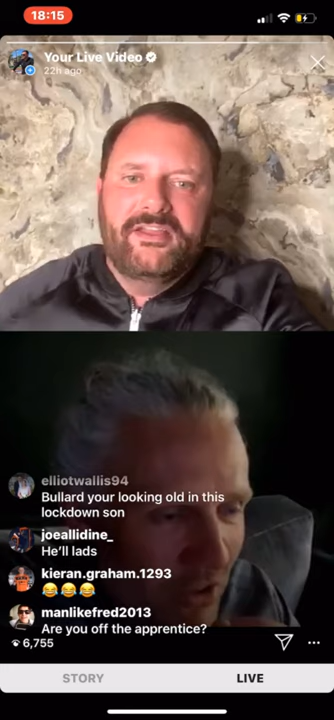 18:15
Your Live Video
22h ago
elliotwallis94
Bullard your looking old in this
lockdown son
joeallidine_
He'll lads
kieran.graham.1293
😂😂😂
manlikefred2013
Are you off the apprentice?
6,755
STORY
LIVE